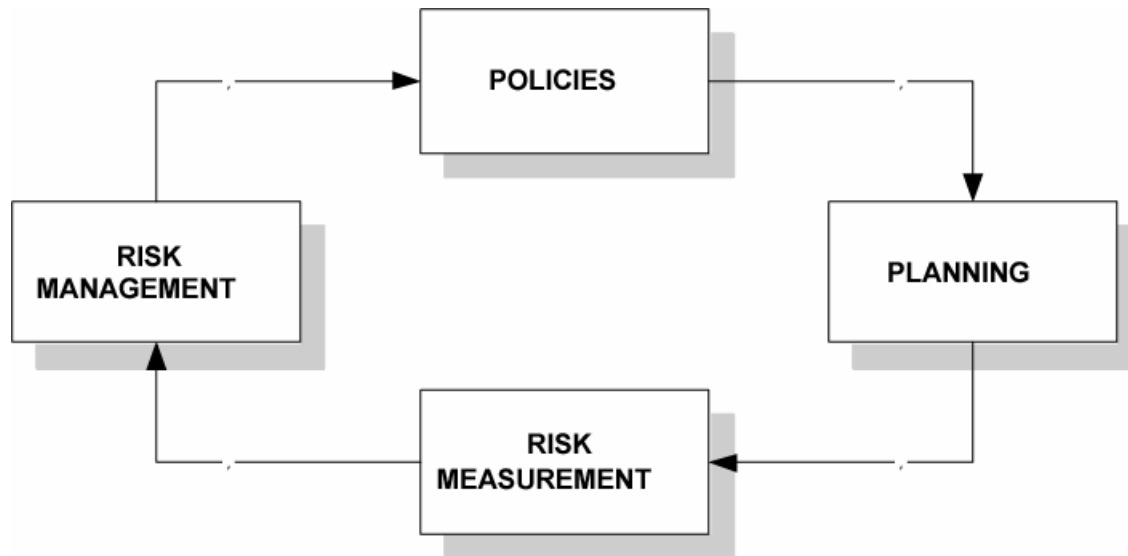 POLICIES
RISK
MANAGEMENT
PLANNING
RISK
MEASUREMENT